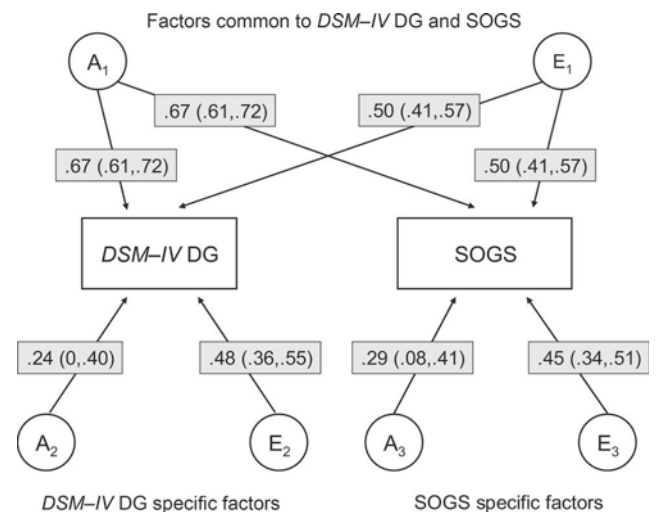 Factors common to DSM–IV DG and SOGS
A1
E1
.67 (.61,.72)
.50 (.41,.57)
.67 (.61,.72)
.50 (.41,.57)
DSM–IV DG
SOGS
.24 (0,.40)
.48 (.36,.55)
.29 (.08,.41)
.45 (.34,.51)
A2
E2
A3
E3
DSM–IV DG specific factors
SOGS specific factors